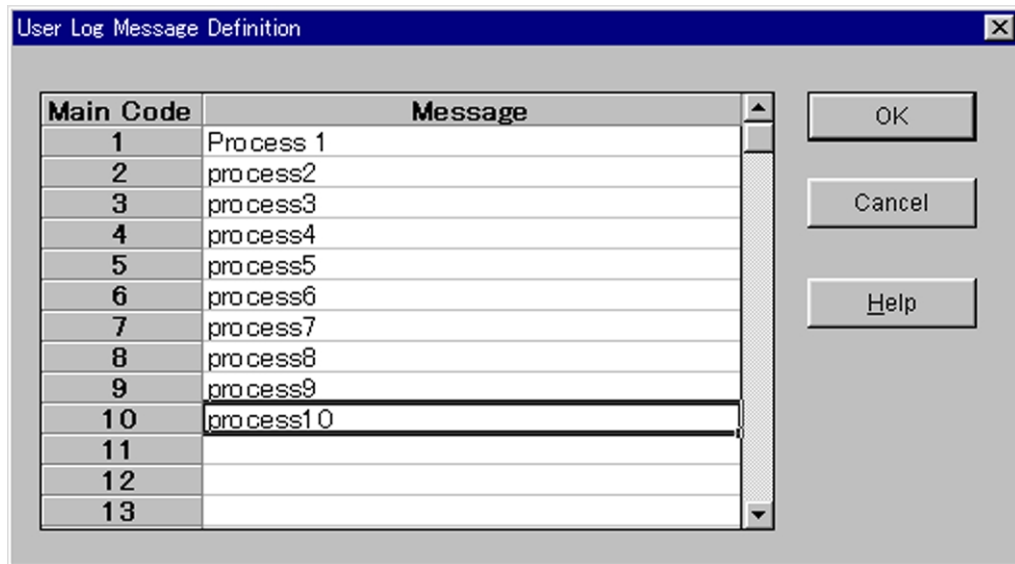 User Log Message Definition
Main Code Message
1 Process 1
2 process2
3 process3
4 process4
5 process5
6 process6
7 process7
8 process8
9 process9
10 process10
11
12
13
OK
Cancel
Help